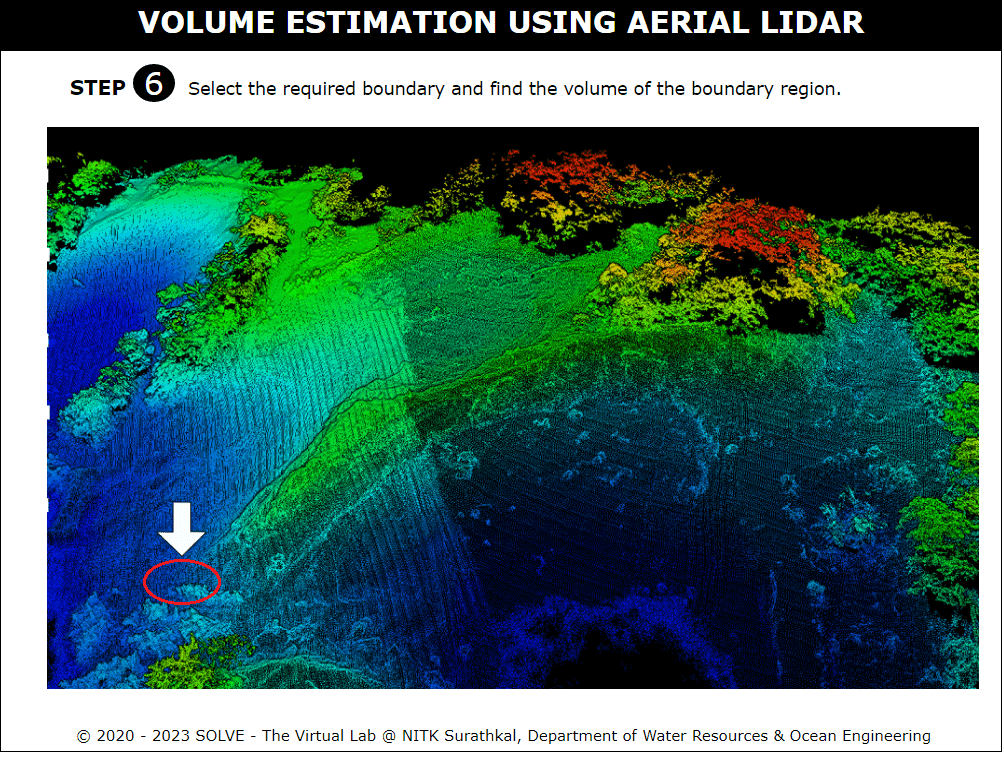 VOLUME ESTIMATION USING AERIAL LIDAR
STEP 6 Select the required boundary and find the volume of the boundary region.
© 2020 - 2023 SOLVE - The Virtual Lab @ NITK Surathkal, Department of Water Resources & Ocean Engineering